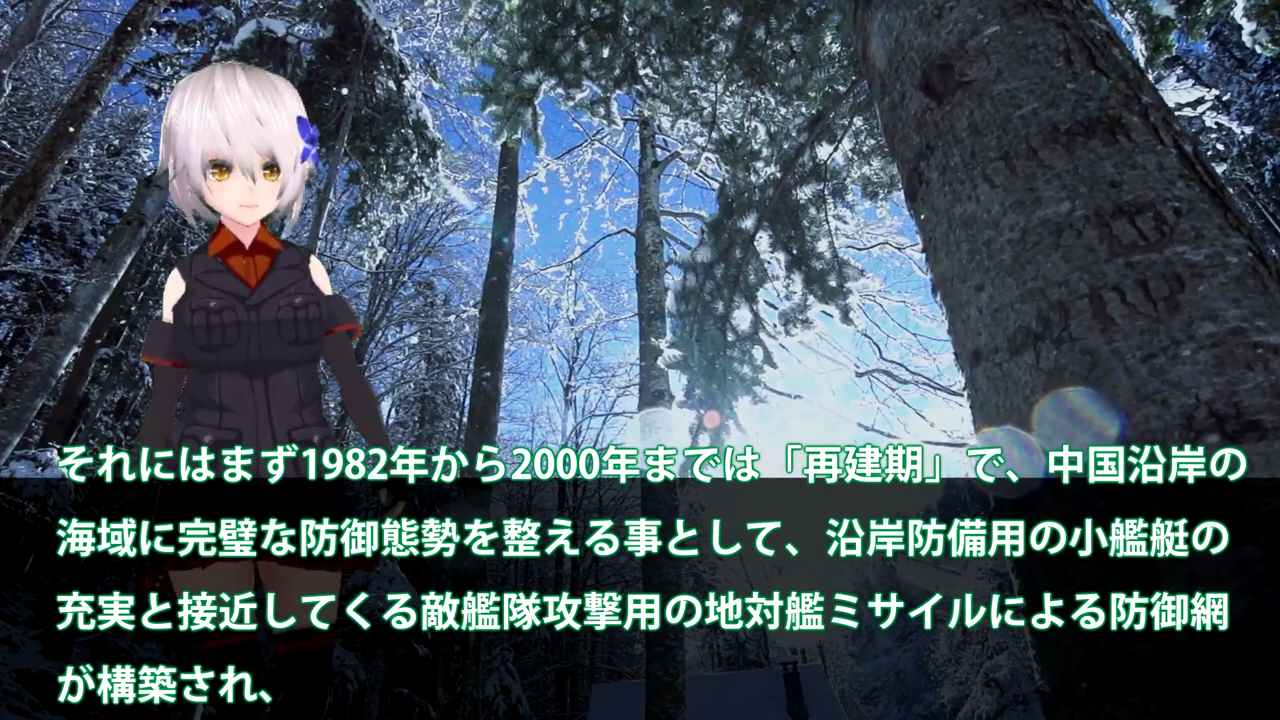 それにはまず1982年から2000年までは「再建期」で、中国沿岸の
海域に完璧な防御態勢を整える事として、沿岸防備用の小艦艇の
充実と接近してくる敵艦隊攻撃用の地対艦ミサイルによる防御網
が構築され、